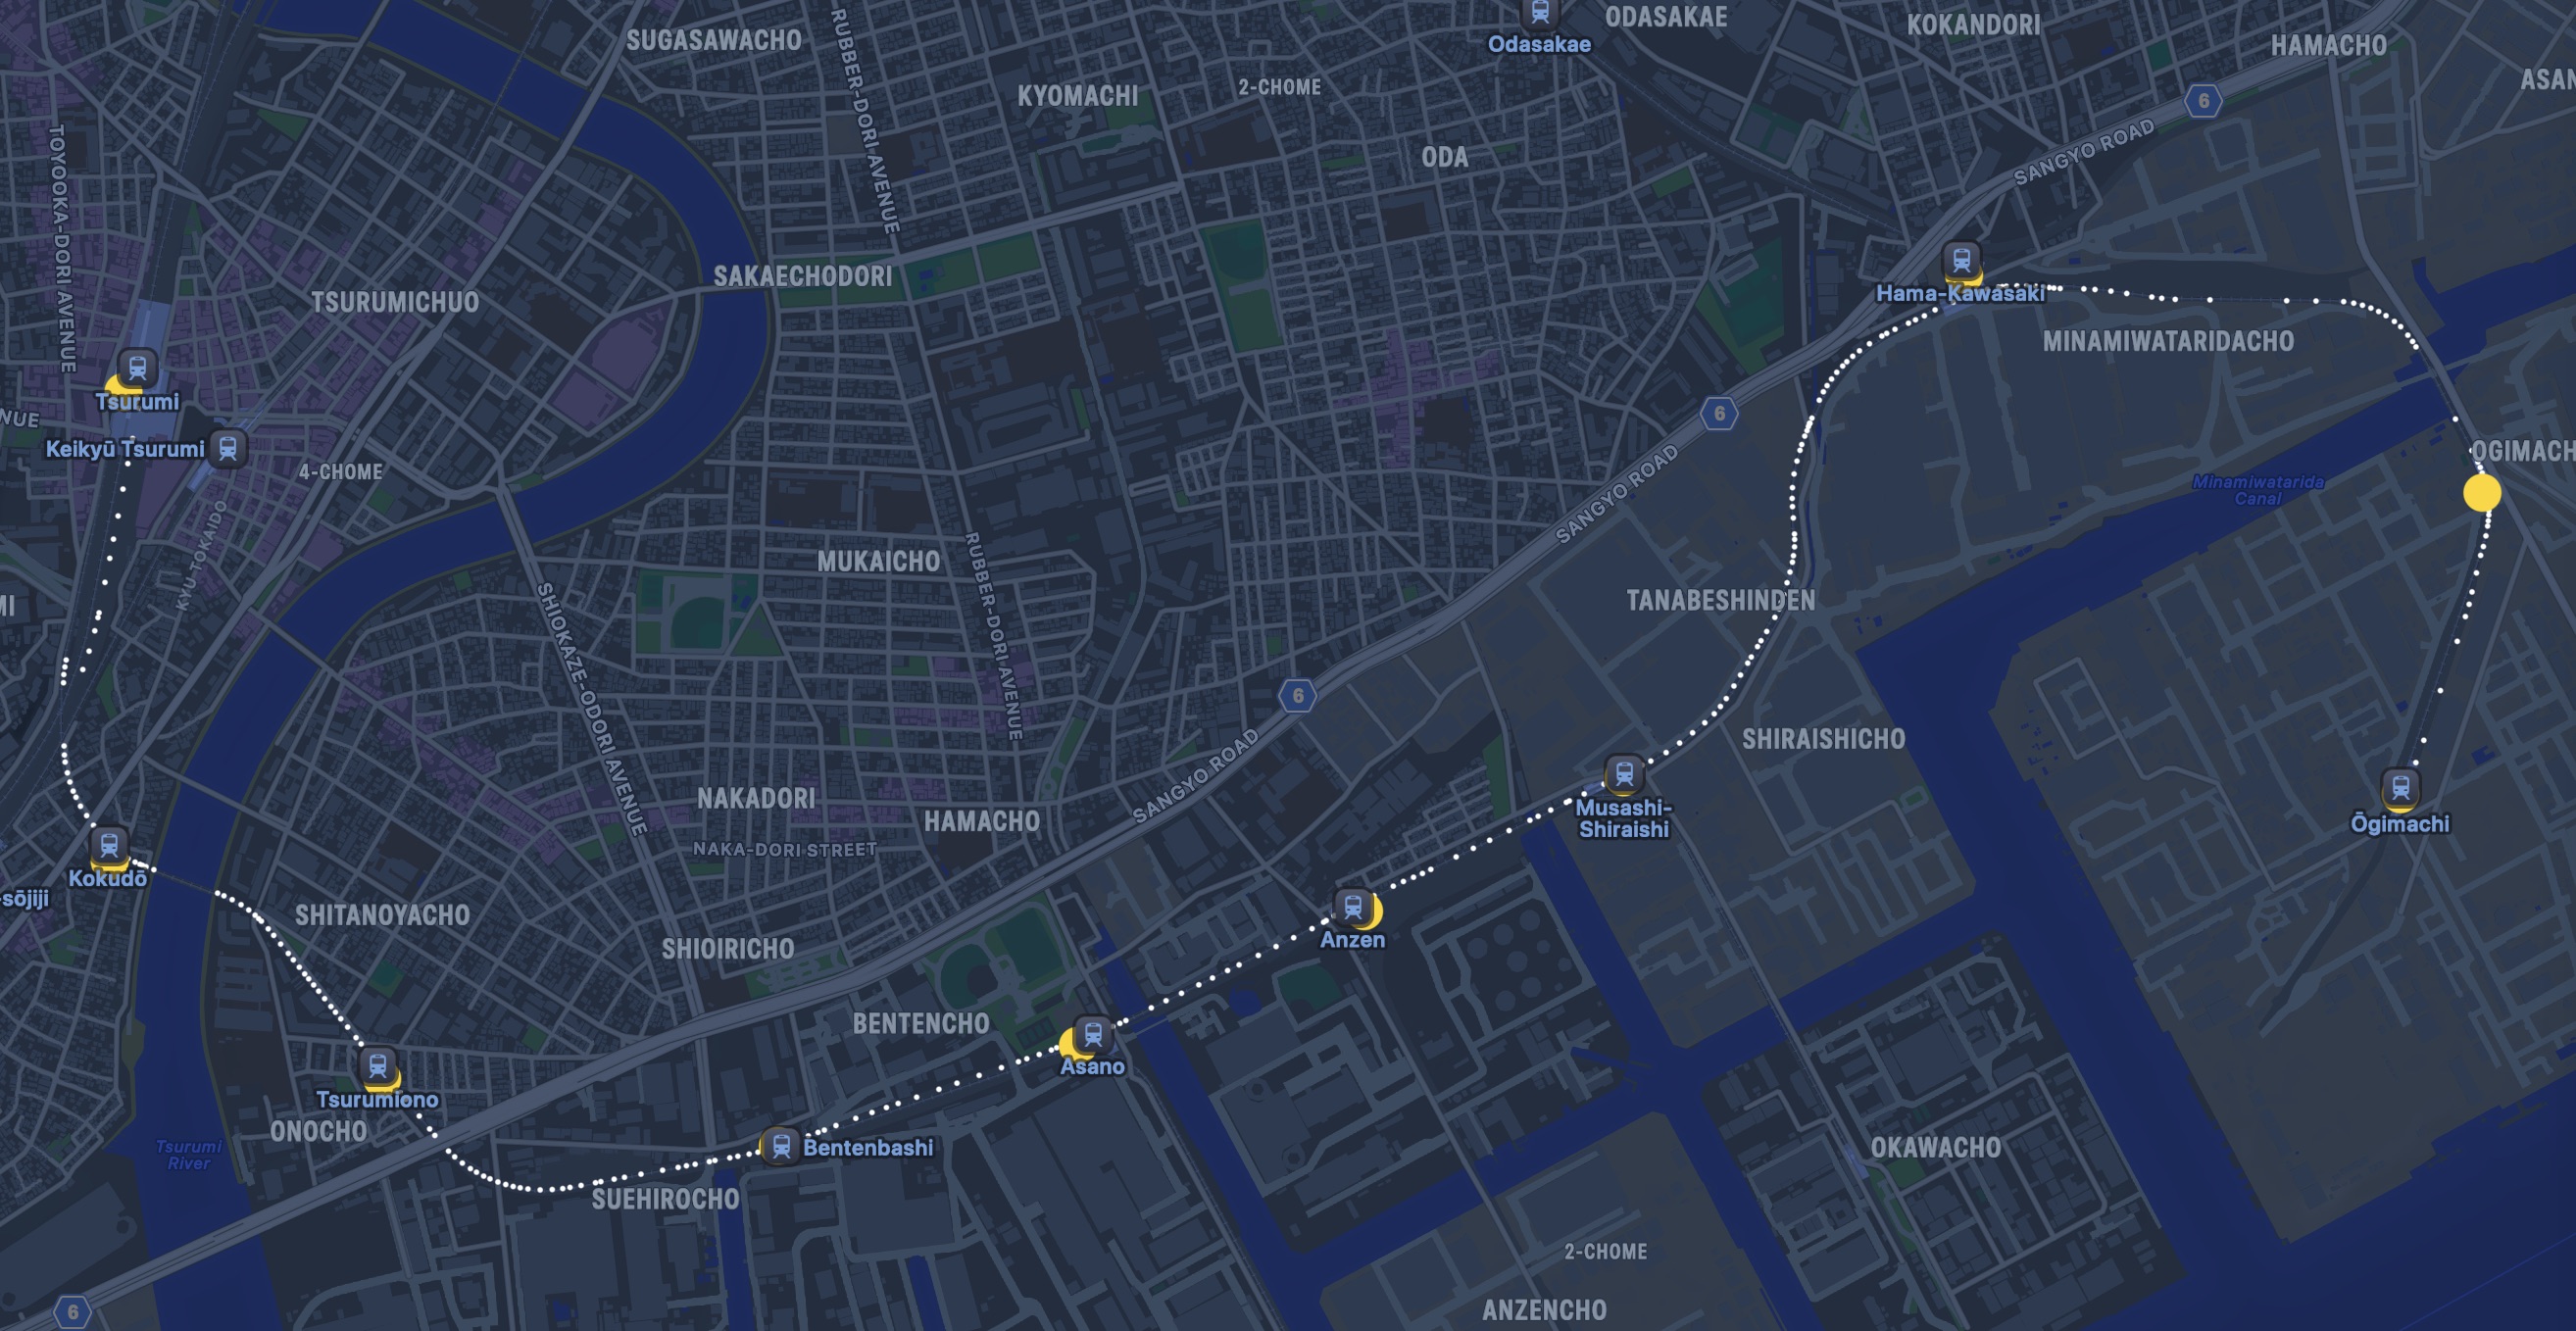 SUGASAWACHO
RUBBER-DORI AVENUE
KYOMACHI
2-CHOME
Odasakae
ODASAKAE
KOKANDORI
HAMACHO
ASAN
6
SANGYO ROAD
TOYOOKA-DORI AVENUE
ODA
TSURUMICHUO
SAKAECHODORI
Hama-Kawasaki
MINAMIWATARIDACHO
Tsurumi
NUE
Keikyū Tsurumi
4-CHOME
6
OGIMACH
Minamiwatarida
Canal
SANGYO ROAD
KYU TOKAIDO
MUKAICHO
RUBBER-DORI AVENUE
SHIOKAZE-ODORI AVENUE
MI
TANABESHINDEN
6
SHIRAISHICHO
SANGYO ROAD
NAKADORI
HAMACHO
NAKA-DORI STREET
Musashi-
Shiraishi
Ōgimachi
Kokudō
-sōjiji
SHITANOYACHO
SHIOIRICHO
Anzen
BENTENCHO
Asano
Tsurumiono
ONOCHO
Tsurumi
River
Bentenbashi
SUEHIROCHO
OKAWACHO
2-CHOME
ANZENCHO
6